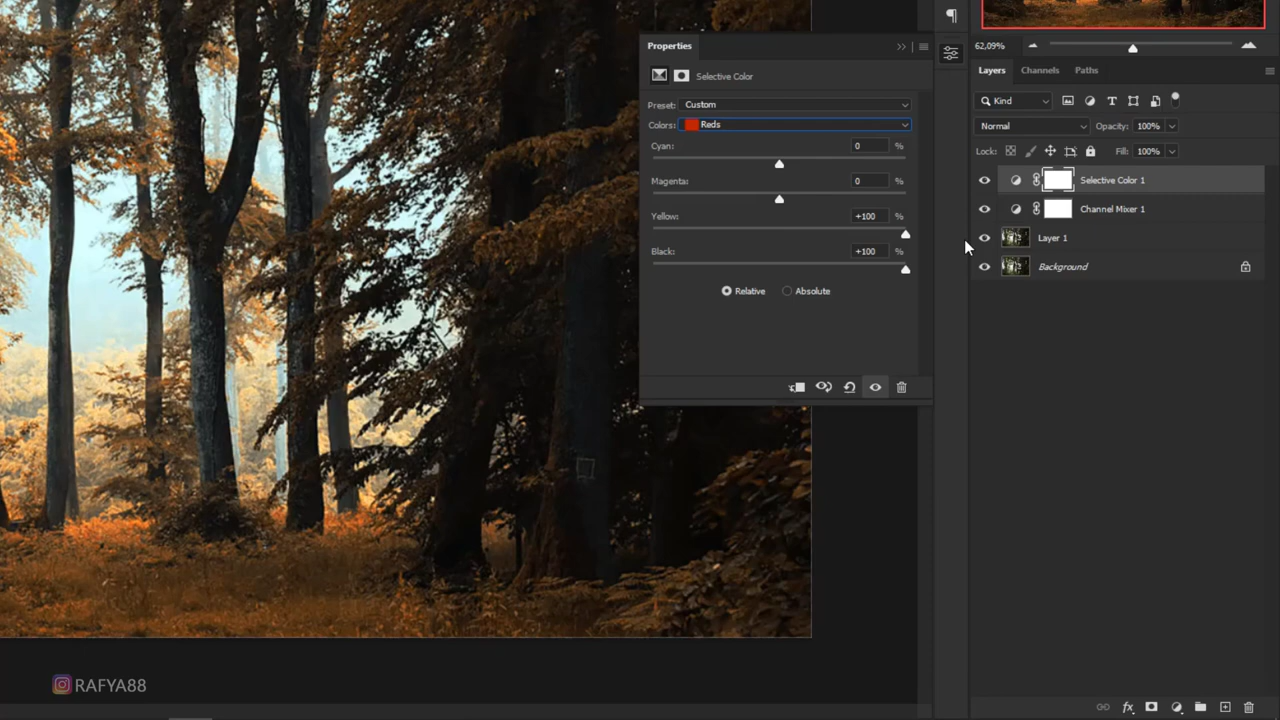 Properties
Selective Color
Preset: Custom
Colors: Reds
Cyan: 0 %
Magenta: 0 %
Yellow: +100 %
Black: +100 %
Relative Absolute
62,09%
Layers Channels Paths
Kind
Normal Opacity: 100%
Lock: Fill: 100%
Selective Color 1
Channel Mixer 1
Layer 1
Background
RAFYA88